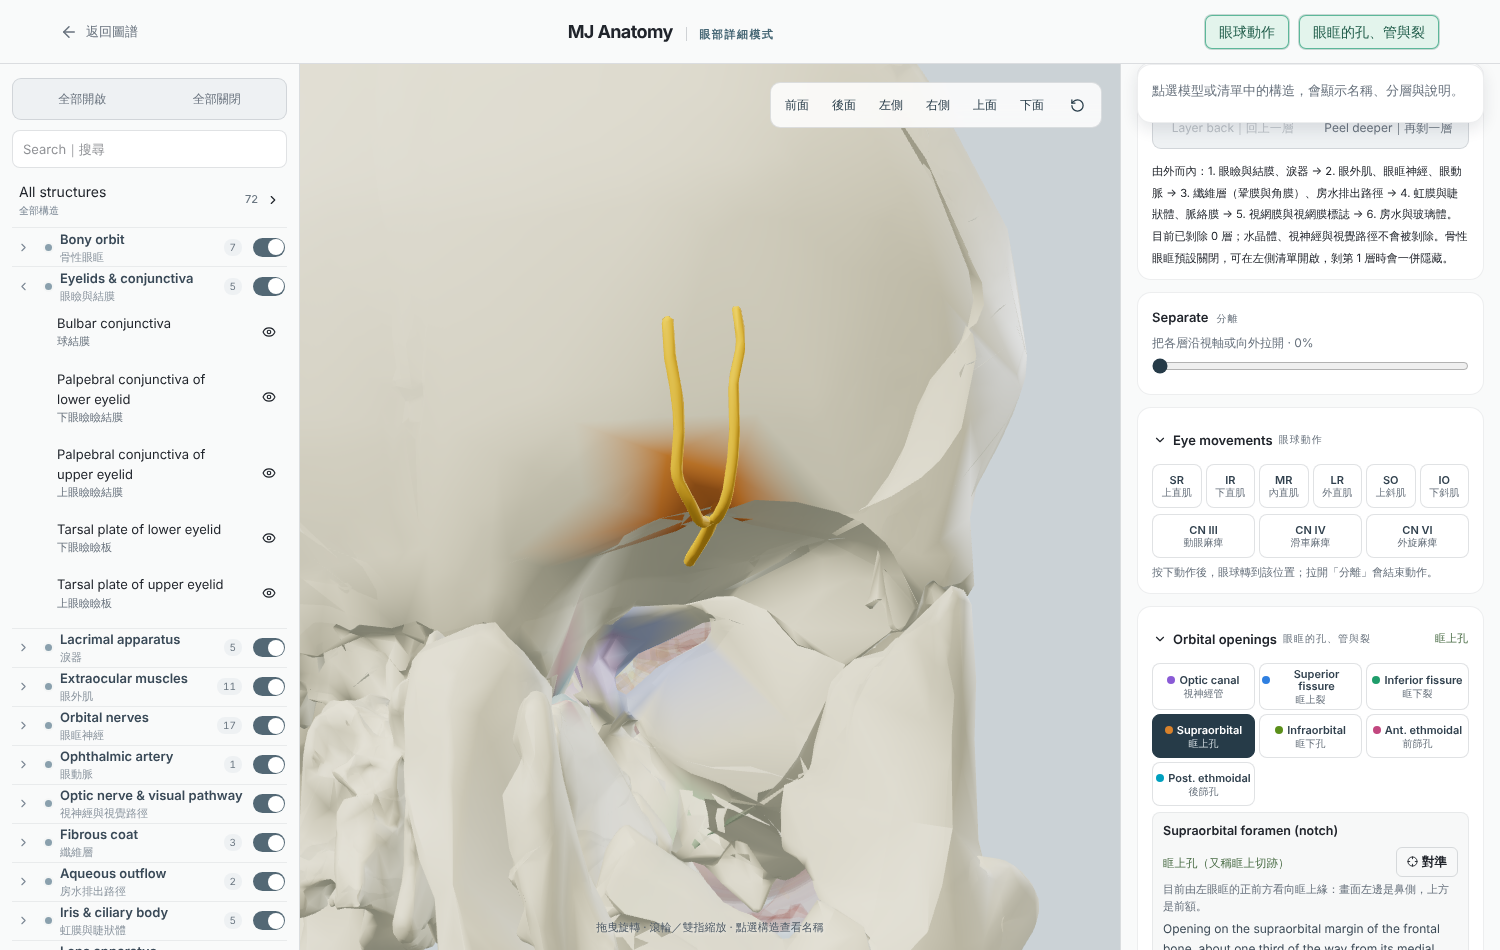 返回圖譜
MJ Anatomy
眼部詳細模式
眼球動作
眼眶的孔、管與裂
全部開啟
全部關閉
Search｜搜尋
All structures
全部構造
72
Bony orbit
骨性眼眶
7
Eyelids & conjunctiva
眼瞼與結膜
5
Bulbar conjunctiva
球結膜
Palpebral conjunctiva of
lower eyelid
下眼瞼瞼結膜
Palpebral conjunctiva of
upper eyelid
上眼瞼瞼結膜
Tarsal plate of lower eyelid
下眼瞼瞼板
Tarsal plate of upper eyelid
上眼瞼瞼板
Lacrimal apparatus
淚器
5
Extraocular muscles
眼外肌
11
Orbital nerves
眼眶神經
17
Ophthalmic artery
眼動脈
1
Optic nerve & visual pathway
視神經與視覺路徑
Fibrous coat
纖維層
3
Aqueous outflow
房水排出路徑
2
Iris & ciliary body
虹膜與睫狀體
5
前面
後面
左側
右側
上面
下面
拖曳旋轉 · 滾輪／雙指縮放 · 點選構造查看名稱
點選模型或清單中的構造，會顯示名稱、分層與說明。
Layer back｜回上一層
Peel deeper｜再剝一層
由外而內：1. 眼瞼與結膜、淚器 → 2. 眼外肌、眼眶神經、眼動
脈 → 3. 纖維層（鞏膜與角膜）、房水排出路徑 → 4. 虹膜與睫
狀體、脈絡膜 → 5. 視網膜與視網膜標誌 → 6. 房水與玻璃體。
目前已剝除 0 層；水晶體、視神經與視覺路徑不會被剝除。骨性
眼眶預設關閉，可在左側清單開啟，剝第 1 層時會一併隱藏。
Separate 分離
把各層沿視軸或向外拉開 · 0%
Eye movements 眼球動作
SR
上直肌
IR
下直肌
MR
內直肌
LR
外直肌
SO
上斜肌
IO
下斜肌
CN III
動眼麻痺
CN IV
滑車麻痺
CN VI
外旋麻痺
按下動作後，眼球轉到該位置；拉開「分離」會結束動作。
Orbital openings 眼眶的孔、管與裂
眶上孔
Optic canal
視神經管
Superior
fissure
眶上裂
Inferior fissure
眶下裂
Supraorbital
眶上孔
Infraorbital
眶下孔
Ant. ethmoidal
前篩孔
Post. ethmoidal
後篩孔
Supraorbital foramen (notch)
眶上孔（又稱眶上切跡）
對準
目前由左眼眶的正前方看向眶上緣：畫面左邊是鼻側，上方
是前額。
Opening on the supraorbital margin of the frontal
bone, about one third of the way from its medial